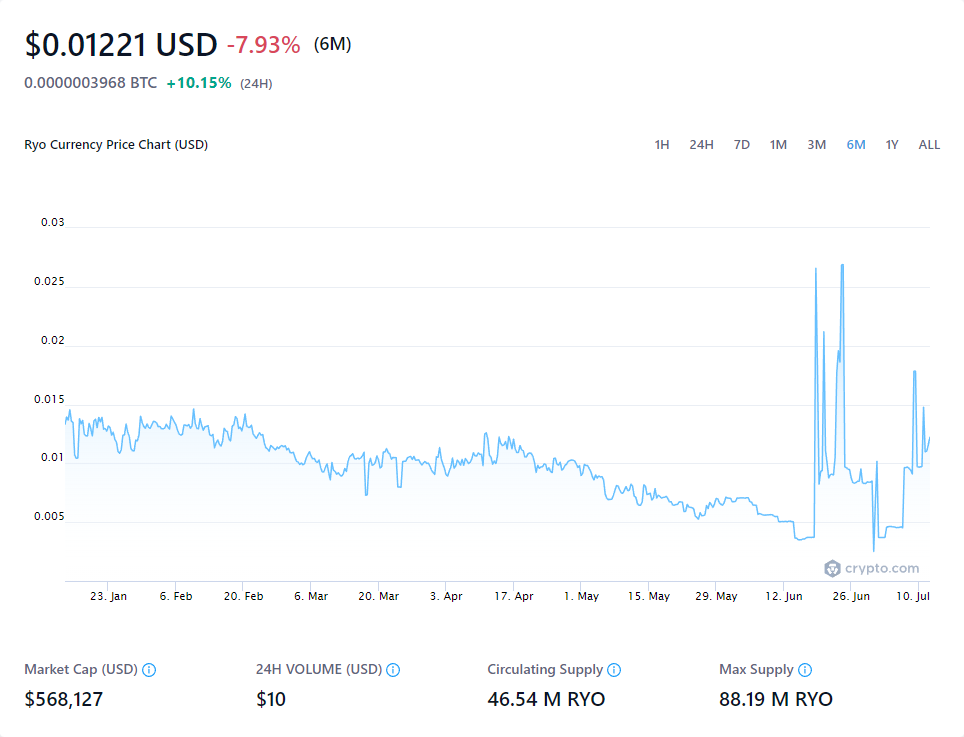 $0.01221 USD -7.93% (6M)
0.0000003968 BTC +10.15% (24H)
Ryo Currency Price Chart (USD) 1H 24H 7D 1M 3M 6M 1Y ALL
0.03
0.025
0.02
0.015
0.01
0.005
crypto.com
23. Jan 6. Feb 20. Feb 6. Mar 20. Mar 3. Apr 17. Apr 1. May 15. May 29. May 12. Jun 26. Jun 10. Jul
Market Cap (USD) 24H VOLUME (USD) Circulating Supply Max Supply
$568,127 $10 46.54 M RYO 88.19 M RYO